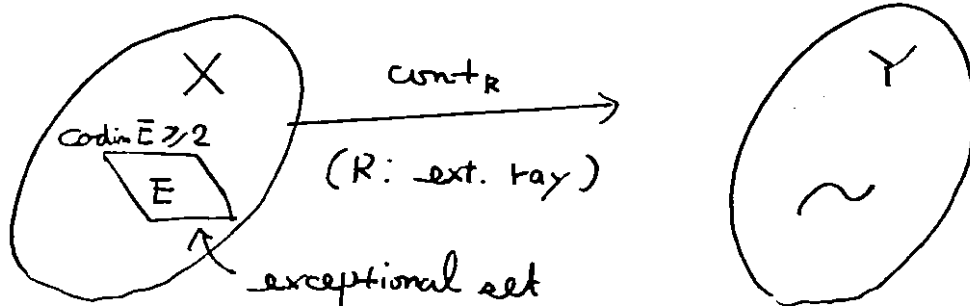 X
cont_R
Y
codim E ≥ 2
E
(R: ext. ray)
exceptional set